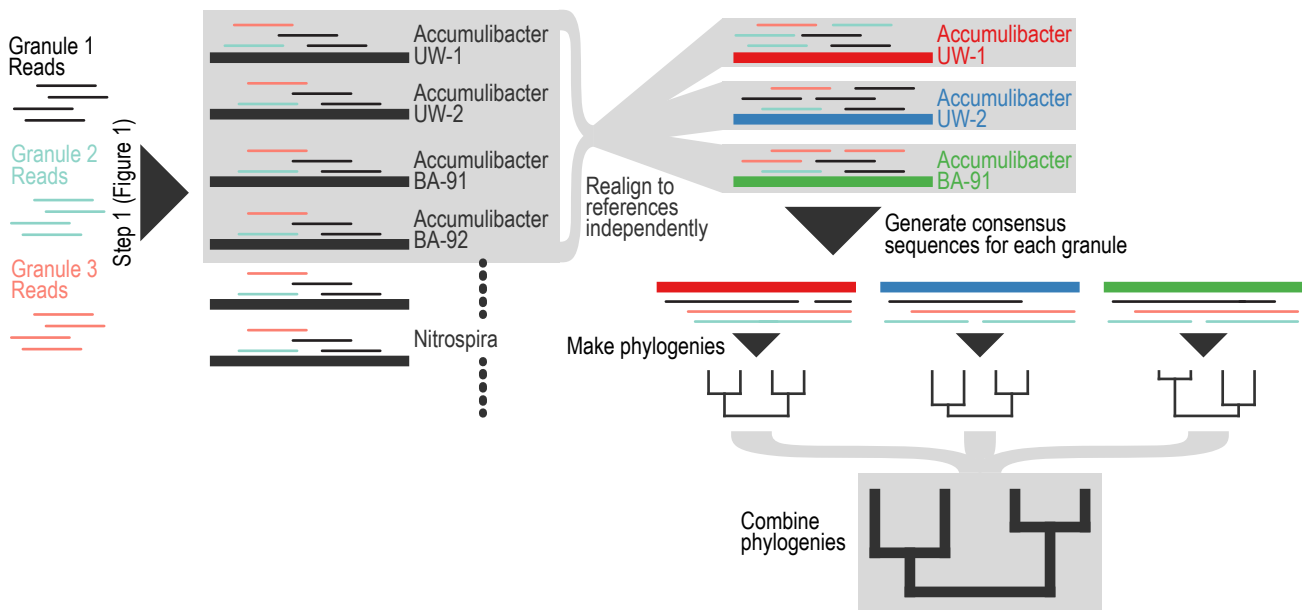 Granule 1
Reads
Granule 2
Reads
Granule 3
Reads
Step 1 (Figure 1)
Accumulibacter
UW-1
Accumulibacter
UW-2
Accumulibacter
BA-91
Accumulibacter
BA-92
Nitrospira
Realign to
references
independently
Accumulibacter
UW-1
Accumulibacter
UW-2
Accumulibacter
BA-91
Generate consensus
sequences for each granule
Make phylogenies
Combine
phylogenies